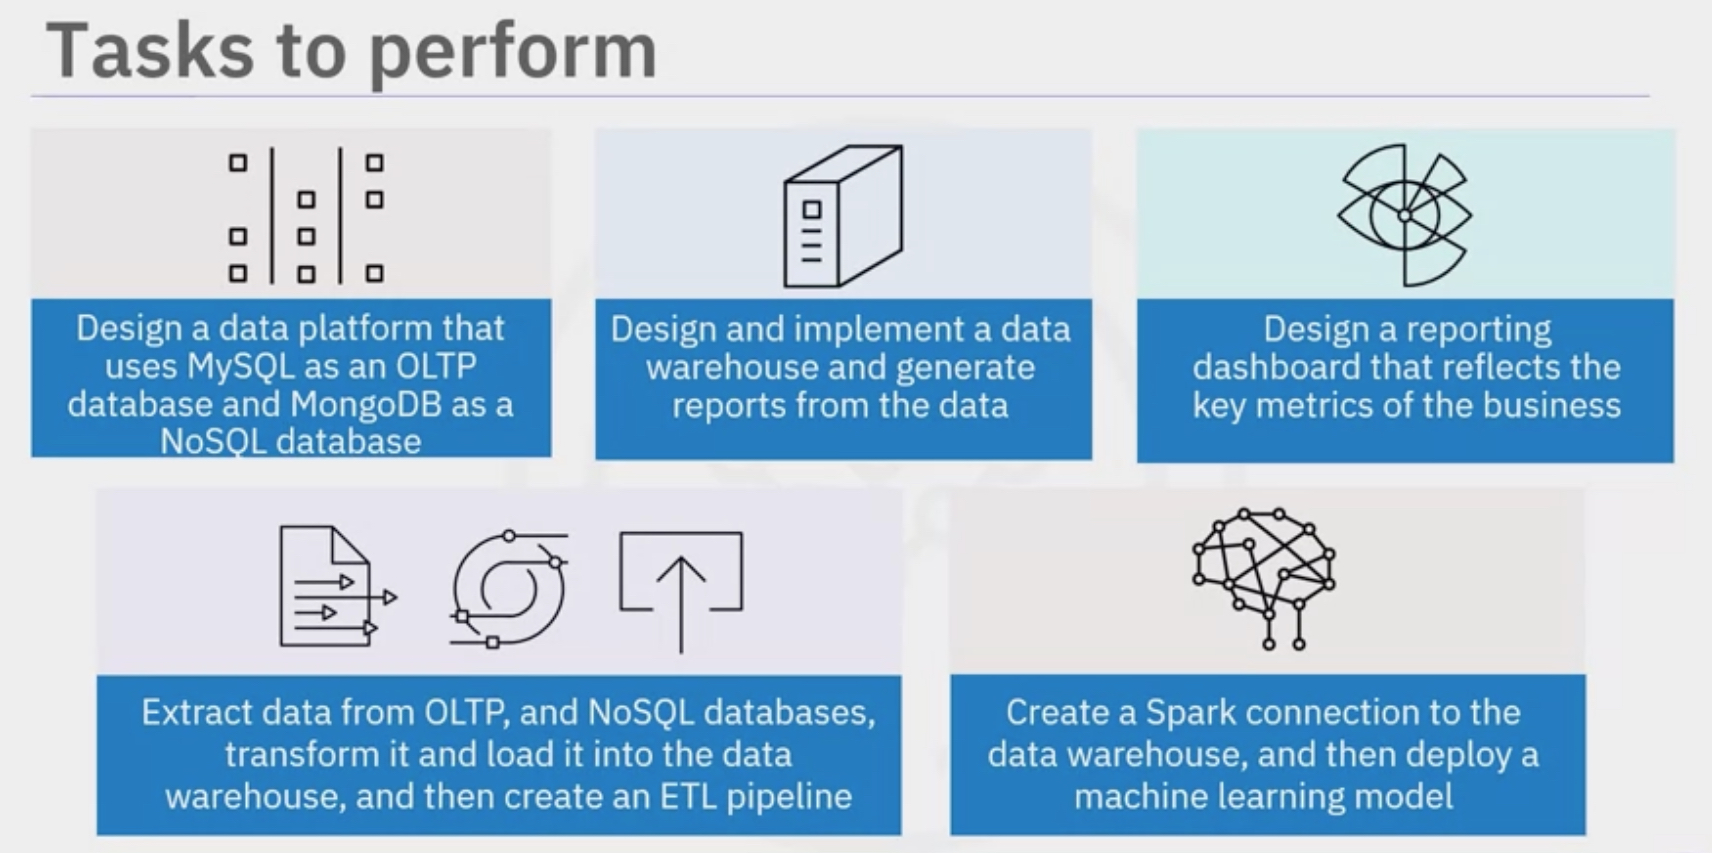 Tasks to perform
Design a data platform that
uses MySQL as an OLTP
database and MongoDB as a
NoSQL database
Design and implement a data
warehouse and generate
reports from the data
Design a reporting
dashboard that reflects the
key metrics of the business
Extract data from OLTP, and NoSQL databases,
transform it and load it into the data
warehouse, and then create an ETL pipeline
Create a Spark connection to the
data warehouse, and then deploy a
machine learning model